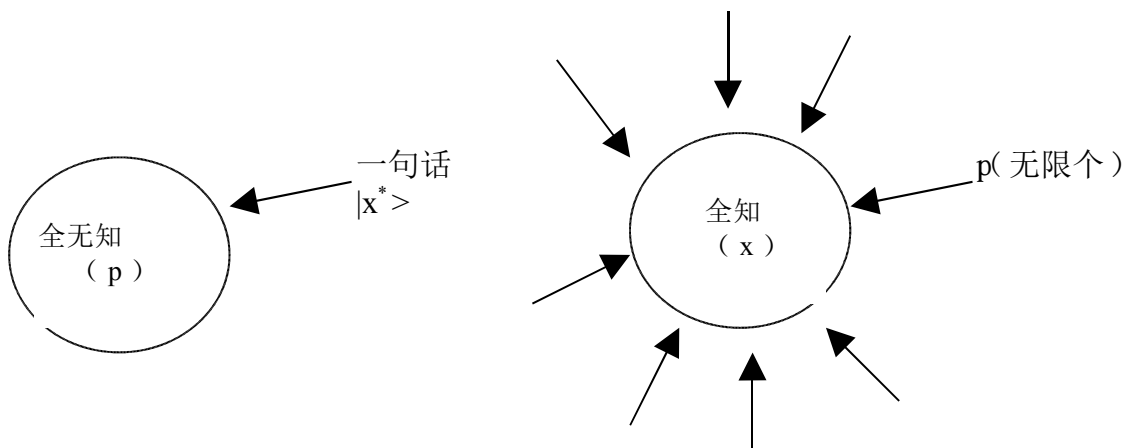 一句话
|x*>
全无知
（ p ）
p（无限个）
全知
（ x ）